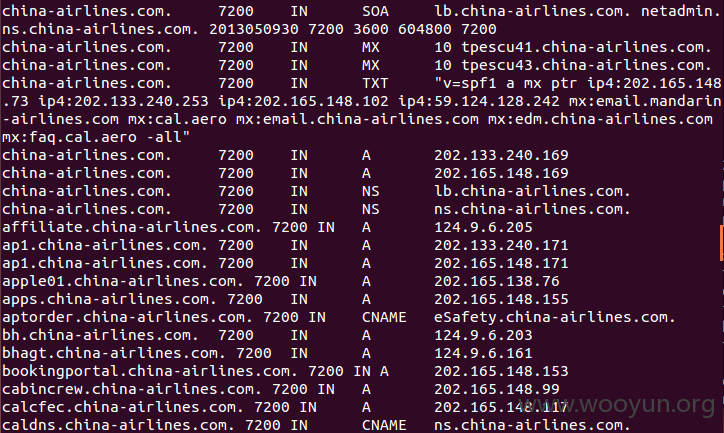 china-airlines.com. 7200 IN SOA lb.china-airlines.com. netadmin.
ns.china-airlines.com. 2013050930 7200 3600 604800 7200
china-airlines.com. 7200 IN MX 10 tpescu41.china-airlines.com.
china-airlines.com. 7200 IN MX 10 tpescu43.china-airlines.com.
china-airlines.com. 7200 IN TXT "v=spf1 a mx ptr ip4:202.165.148
.73 ip4:202.133.240.253 ip4:202.165.148.102 ip4:59.124.128.242 mx:email.mandarin
-airlines.com mx:cal.aero mx:email.china-airlines.com mx:edm.china-airlines.com
mx:faq.cal.aero -all"
china-airlines.com. 7200 IN A 202.133.240.169
china-airlines.com. 7200 IN A 202.165.148.169
china-airlines.com. 7200 IN NS lb.china-airlines.com.
china-airlines.com. 7200 IN NS ns.china-airlines.com.
affiliate.china-airlines.com. 7200 IN A 124.9.6.205
ap1.china-airlines.com. 7200 IN A 202.133.240.171
ap1.china-airlines.com. 7200 IN A 202.165.148.171
apple01.china-airlines.com. 7200 IN A 202.165.138.76
apps.china-airlines.com. 7200 IN A 202.165.148.155
aptorder.china-airlines.com. 7200 IN CNAME eSafety.china-airlines.com.
bh.china-airlines.com. 7200 IN A 124.9.6.203
bhagt.china-airlines.com. 7200 IN A 124.9.6.161
bookingportal.china-airlines.com. 7200 IN A 202.165.148.153
cabincrew.china-airlines.com. 7200 IN A 202.165.148.99
calcfec.china-airlines.com. 7200 IN A 202.165.148.117
caldns.china-airlines.com. 7200 IN CNAME ns.china-airlines.com.
www.wooyun.org